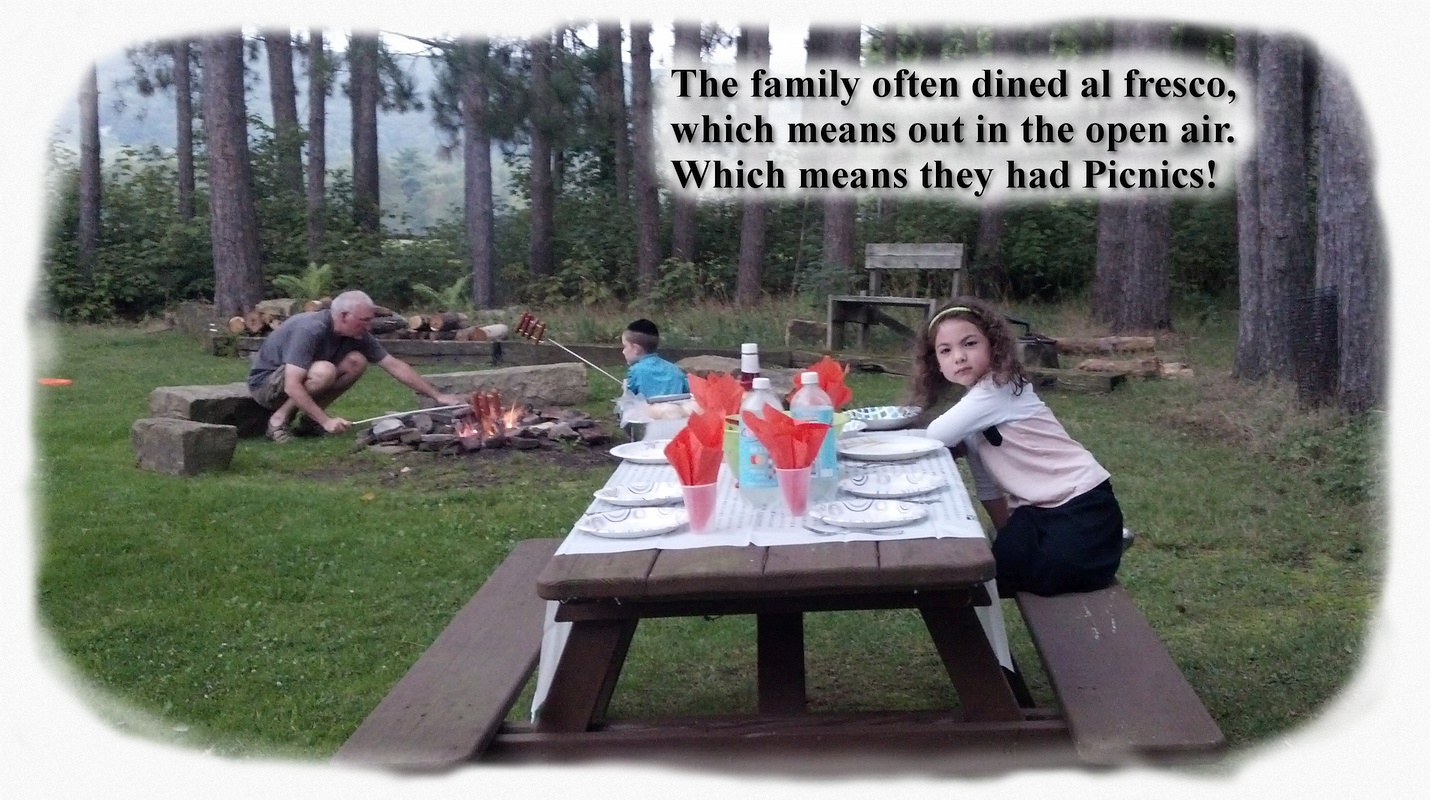 The family often dined al fresco,
which means out in the open air.
Which means they had Picnics!